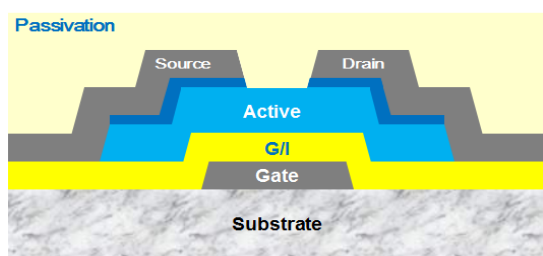 Passivation
Source
Drain
Active
G/I
Gate
Substrate